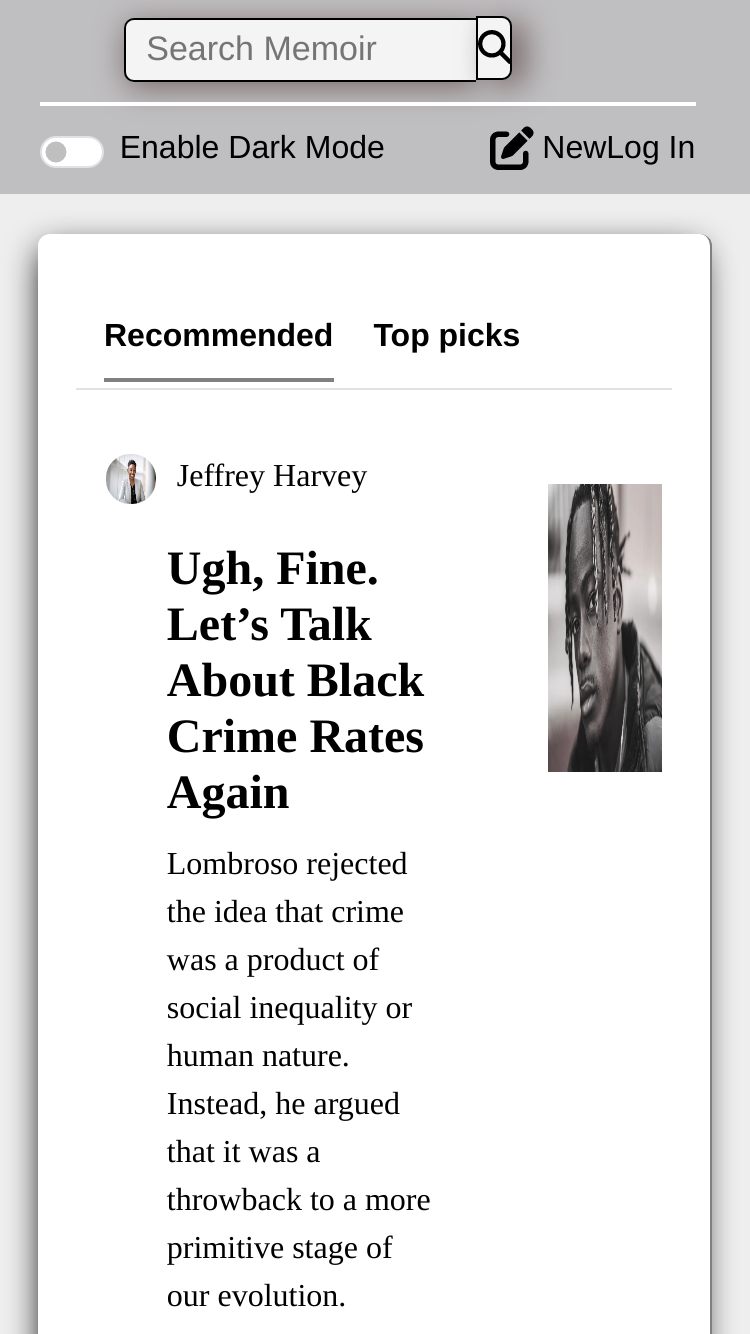 Search Memoir
Enable Dark Mode
NewLog In
Recommended
Top picks
Jeffrey Harvey
Ugh, Fine.
Let’s Talk
About Black
Crime Rates
Again
Lombroso rejected
the idea that crime
was a product of
social inequality or
human nature.
Instead, he argued
that it was a
throwback to a more
primitive stage of
our evolution.